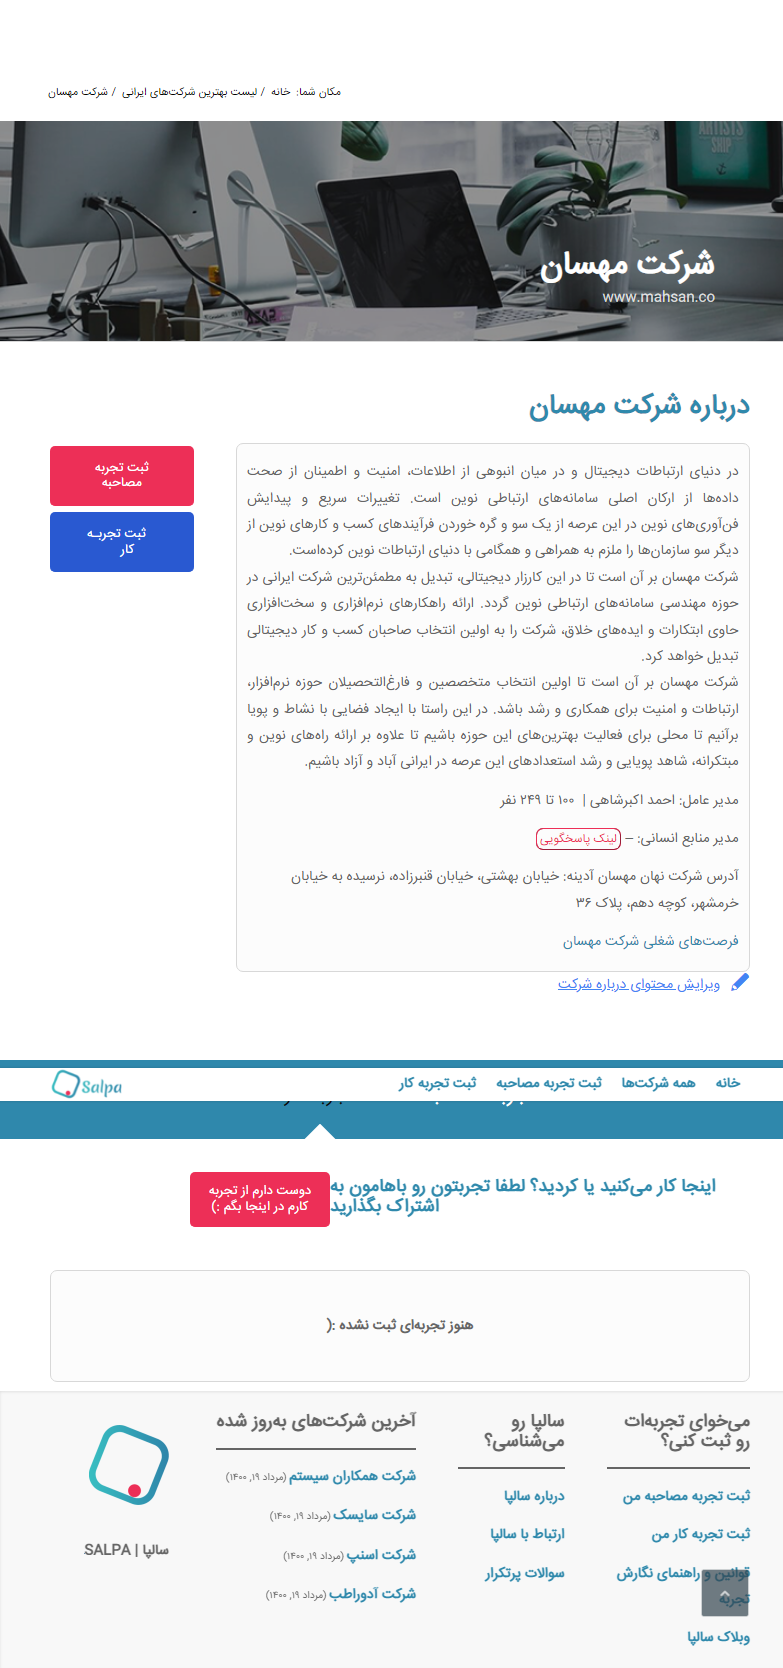 مکان شما: خانه / لیست بهترین شرکت‌های ایرانی / شرکت مهسان
ARTISTS
SHIP
شرکت مهسان
www.mahsan.co
درباره شرکت مهسان
در دنیای ارتباطات دیجیتال و در میان انبوهی از اطلاعات، امنیت و اطمینان از صحت
داده‌ها از ارکان اصلی سامانه‌های ارتباطی نوین است. تغییرات سریع و پیدایش
فن‌آوری‌های نوین در این عرصه از یک سو و گره خوردن فرآیندهای کسب و کارهای نوین از
دیگر سو سازمان‌ها را ملزم به همراهی و همگامی با دنیای ارتباطات نوین کرده‌است.
شرکت مهسان بر آن است تا در این کارزار دیجیتالی، تبدیل به مطمئن‌ترین شرکت ایرانی در
حوزه مهندسی سامانه‌های ارتباطی نوین گردد. ارائه راهکارهای نرم‌افزاری و سخت‌افزاری
حاوی ابتکارات و ایده‌های خلاق، شرکت را به اولین انتخاب صاحبان کسب و کار دیجیتالی
تبدیل خواهد کرد.
شرکت مهسان بر آن است تا اولین انتخاب متخصصین و فارغ‌التحصیلان حوزه نرم‌افزار،
ارتباطات و امنیت برای همکاری و رشد باشد. در این راستا با ایجاد فضایی با نشاط و پویا
برآنیم تا محلی برای فعالیت بهترین‌های این حوزه باشیم تا علاوه بر ارائه راه‌های نوین و
مبتکرانه، شاهد پویایی و رشد استعدادهای این عرصه در ایرانی آباد و آزاد باشیم.
مدیر عامل: احمد اکبرشاهی | ۱۰۰ تا ۲۴۹ نفر
مدیر منابع انسانی: – لینک پاسخگویی
آدرس شرکت نهان مهسان آدینه: خیابان بهشتی، خیابان قنبرزاده، نرسیده به خیابان
خرمشهر، کوچه دهم، پلاک ۳۶
فرصت‌های شغلی شرکت مهسان
ویرایش محتوای درباره شرکت
ثبت تجربه
مصاحبه
ثبت تجربـه
کار
خانه همه شرکت‌ها ثبت تجربه مصاحبه ثبت تجربه کار
Salpa
اینجا کار می‌کنید یا کردید؟ لطفا تجربتون رو باهامون به
اشتراک بگذارید
دوست دارم از تجربه
کارم در اینجا بگم :)
هنوز تجربه‌ای ثبت نشده :(
می‌خوای تجربه‌ات
رو ثبت کنی؟
ثبت تجربه مصاحبه من
ثبت تجربه کار من
قوانین و راهنمای نگارش
تجربه
وبلاک سالپا
سالپا رو
می‌شناسی؟
درباره سالپا
ارتباط با سالپا
سوالات پرتکرار
آخرین شرکت‌های به‌روز شده
شرکت همکاران سیستم (مرداد ۱۹, ۱۴۰۰)
شرکت سایسک (مرداد ۱۹, ۱۴۰۰)
شرکت اسنپ (مرداد ۱۹, ۱۴۰۰)
شرکت آدوراطب (مرداد ۱۹, ۱۴۰۰)
سالپا | SALPA